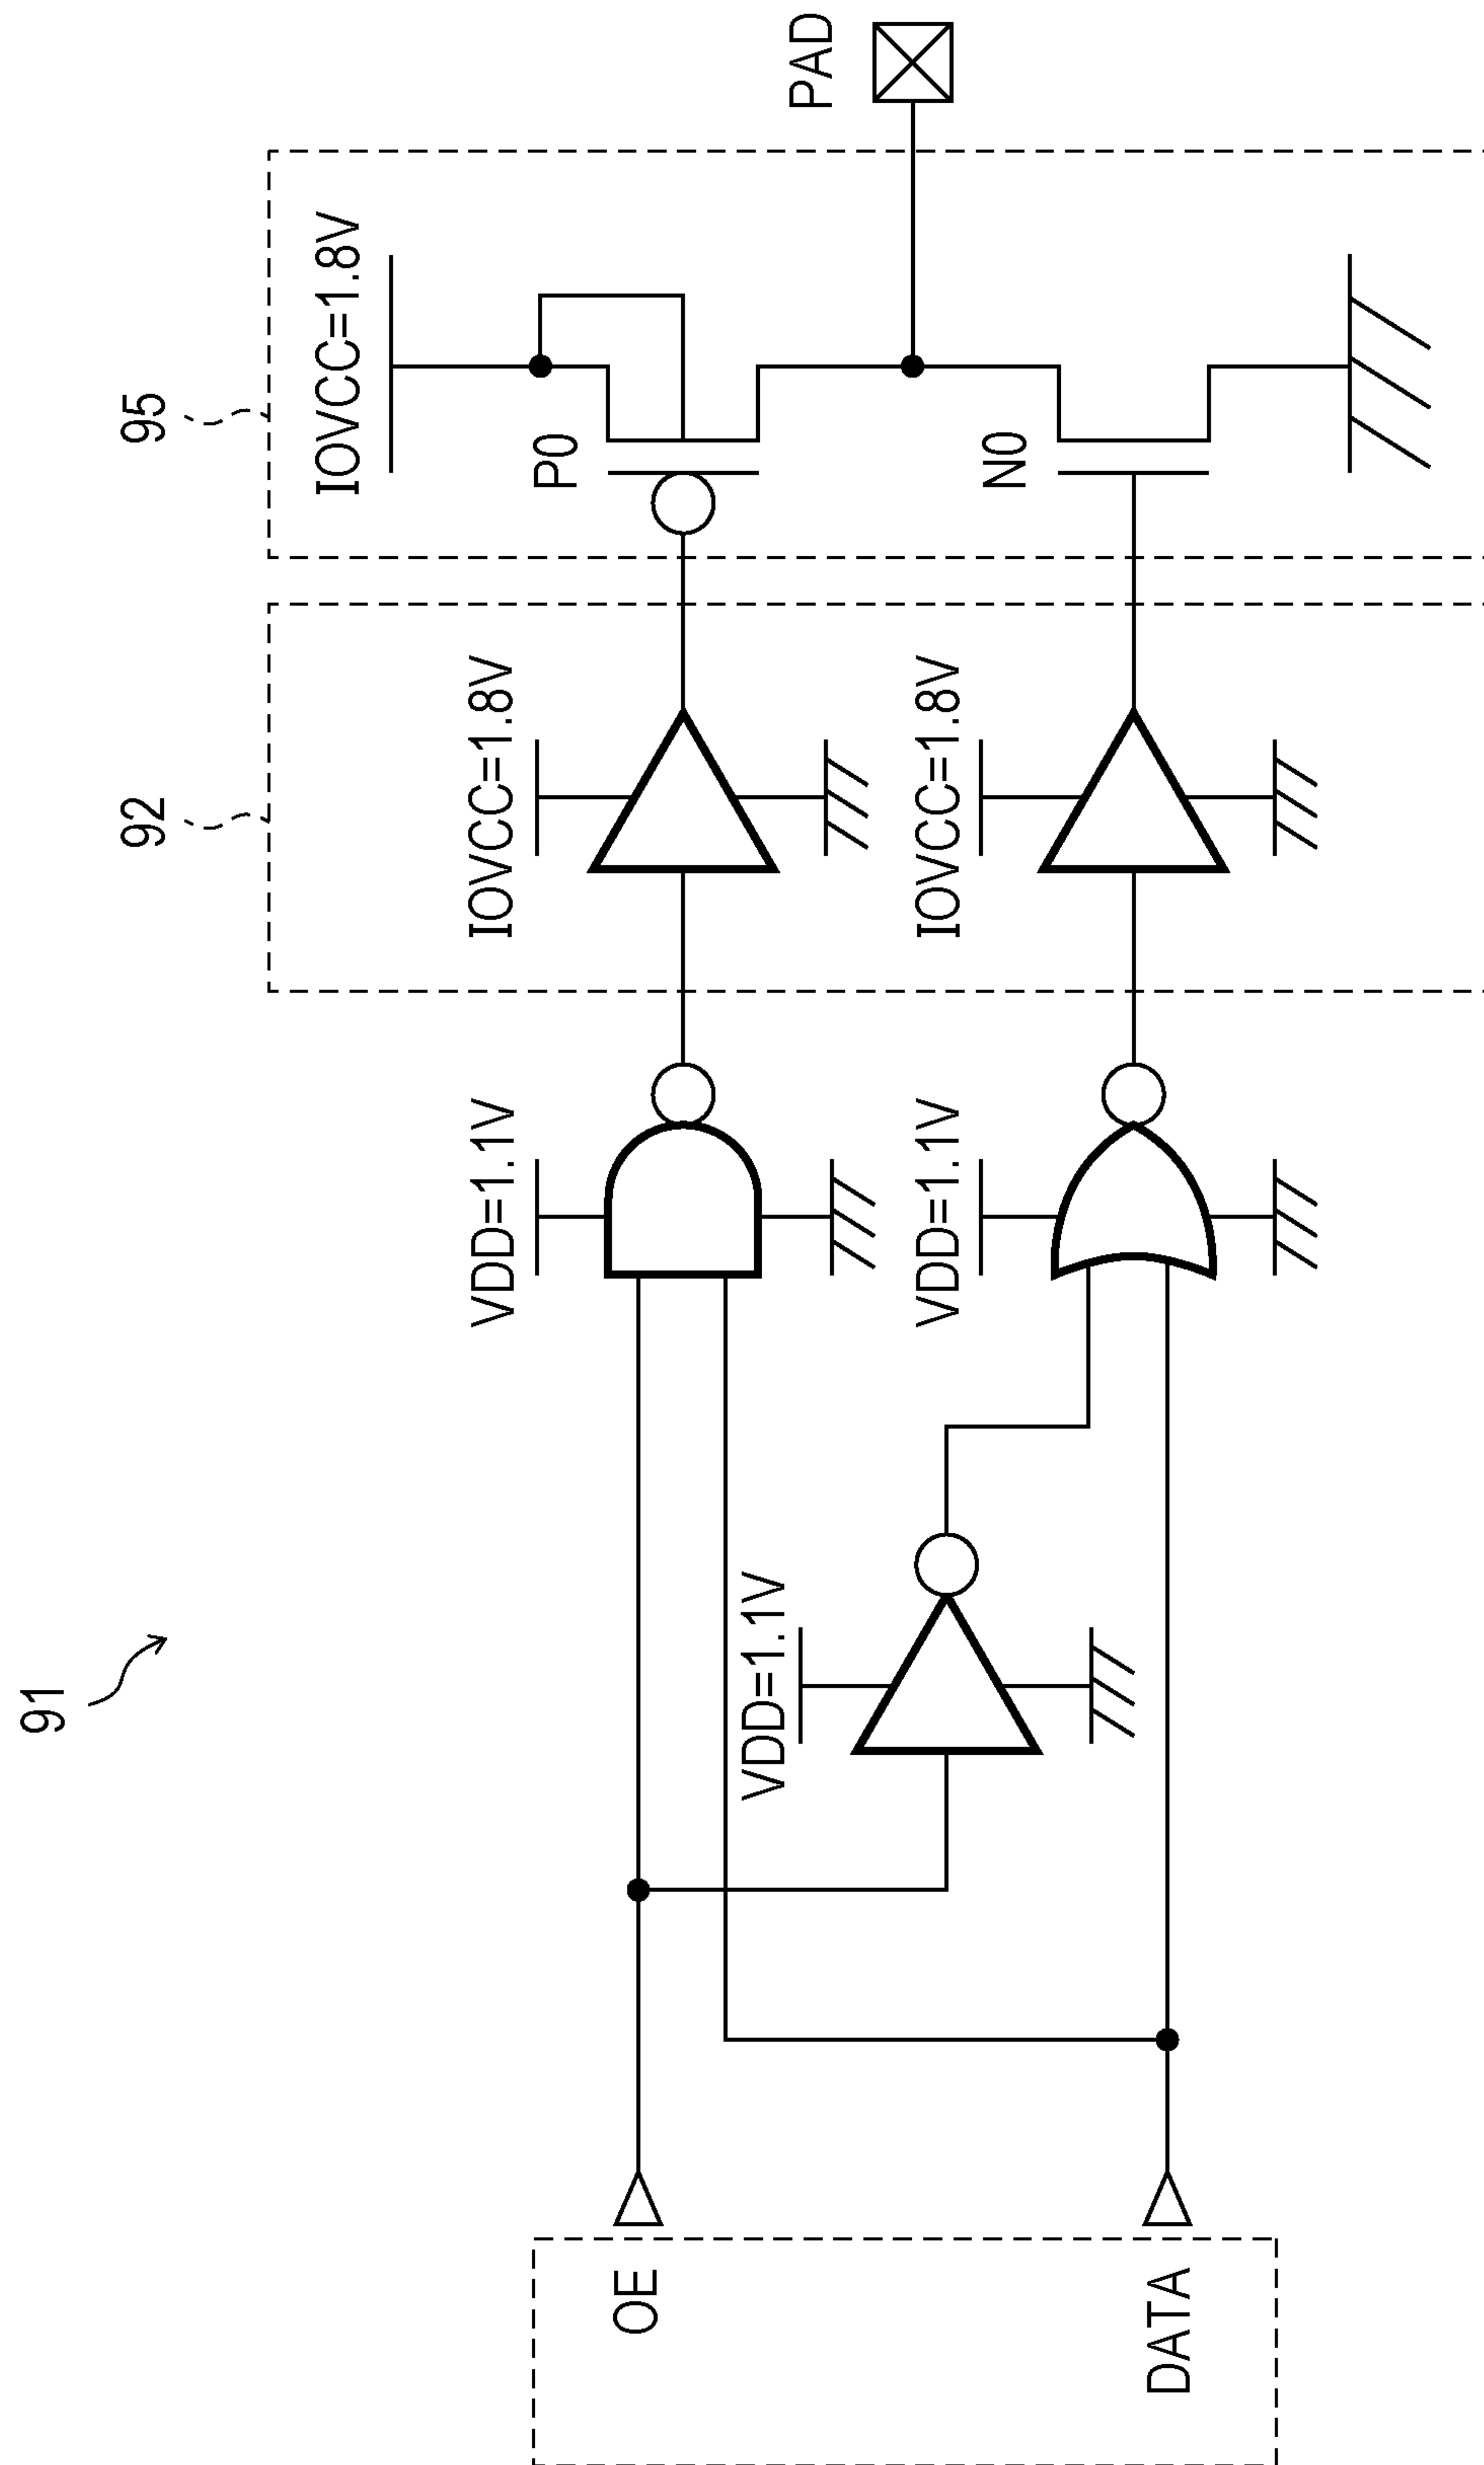 91
92
95
OE
DATA
VDD=1.1V
VDD=1.1V
VDD=1.1V
IOVCC=1.8V
IOVCC=1.8V
IOVCC=1.8V
P0
N0
PAD